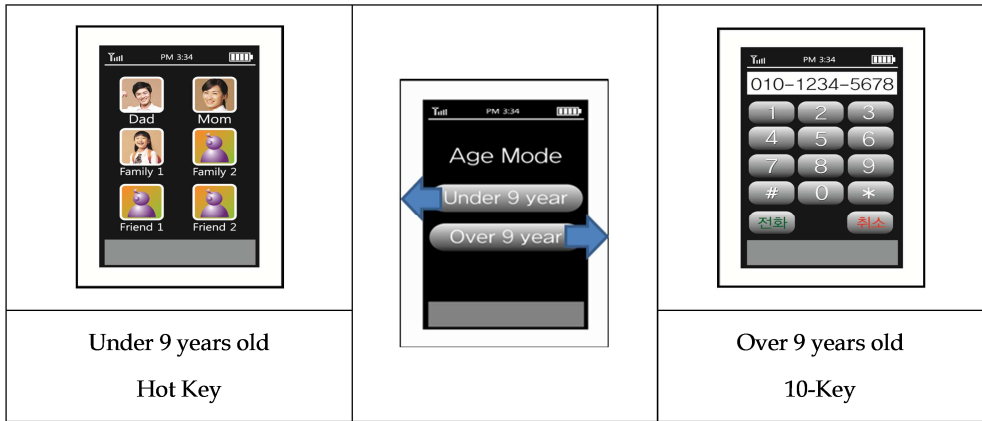 PM 3:34
Dad Mom
Family 1 Family 2
Friend 1 Friend 2
Under 9 years old
Hot Key
PM 3:34
Age Mode
Under 9 year
Over 9 year
PM 3:34
010-1234-5678
1 2 3
4 5 6
7 8 9
# 0 *
전화 취소
Over 9 years old
10-Key